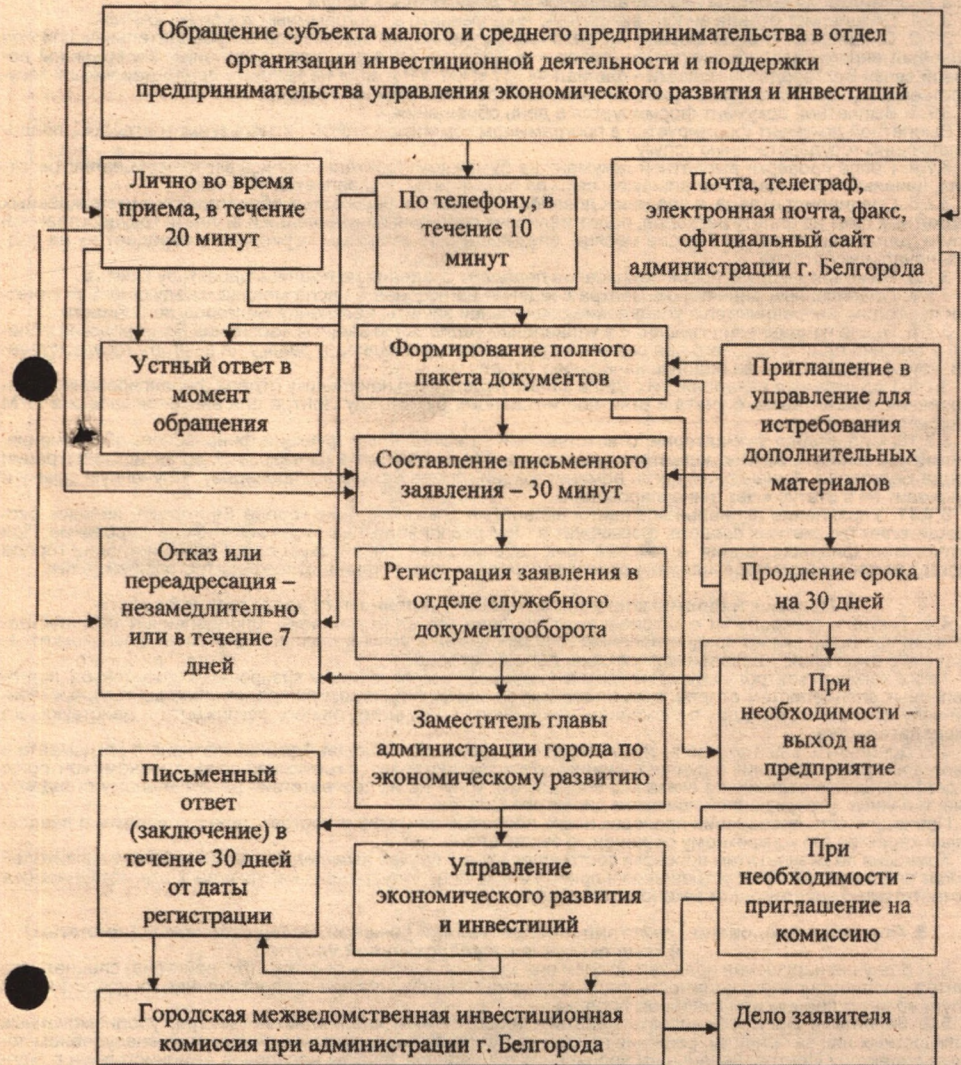 Обращение субъекта малого и среднего предпринимательства в отдел
организации инвестиционной деятельности и поддержки
предпринимательства управления экономического развития и инвестиций
Лично во время
приема, в течение
20 минут
По телефону, в
течение 10
минут
Почта, телеграф,
электронная почта, факс,
официальный сайт
администрации г. Белгорода
Устный ответ в
момент
обращения
Формирование полного
пакета документов
Приглашение в
управление для
истребования
дополнительных
материалов
Составление письменного
заявления – 30 минут
Отказ или
переадресация –
незамедлительно
или в течение 7
дней
Регистрация заявления в
отделе служебного
документооборота
Продление срока
на 30 дней
Заместитель главы
администрации города по
экономическому развитию
При
необходимости –
выход на
предприятие
Письменный
ответ
(заключение) в
течение 30 дней
от даты
регистрации
Управление
экономического развития
и инвестиций
При
необходимости
приглашение на
комиссию
Городская межведомственная инвестиционная
комиссия при администрации г. Белгорода
Дело заявителя